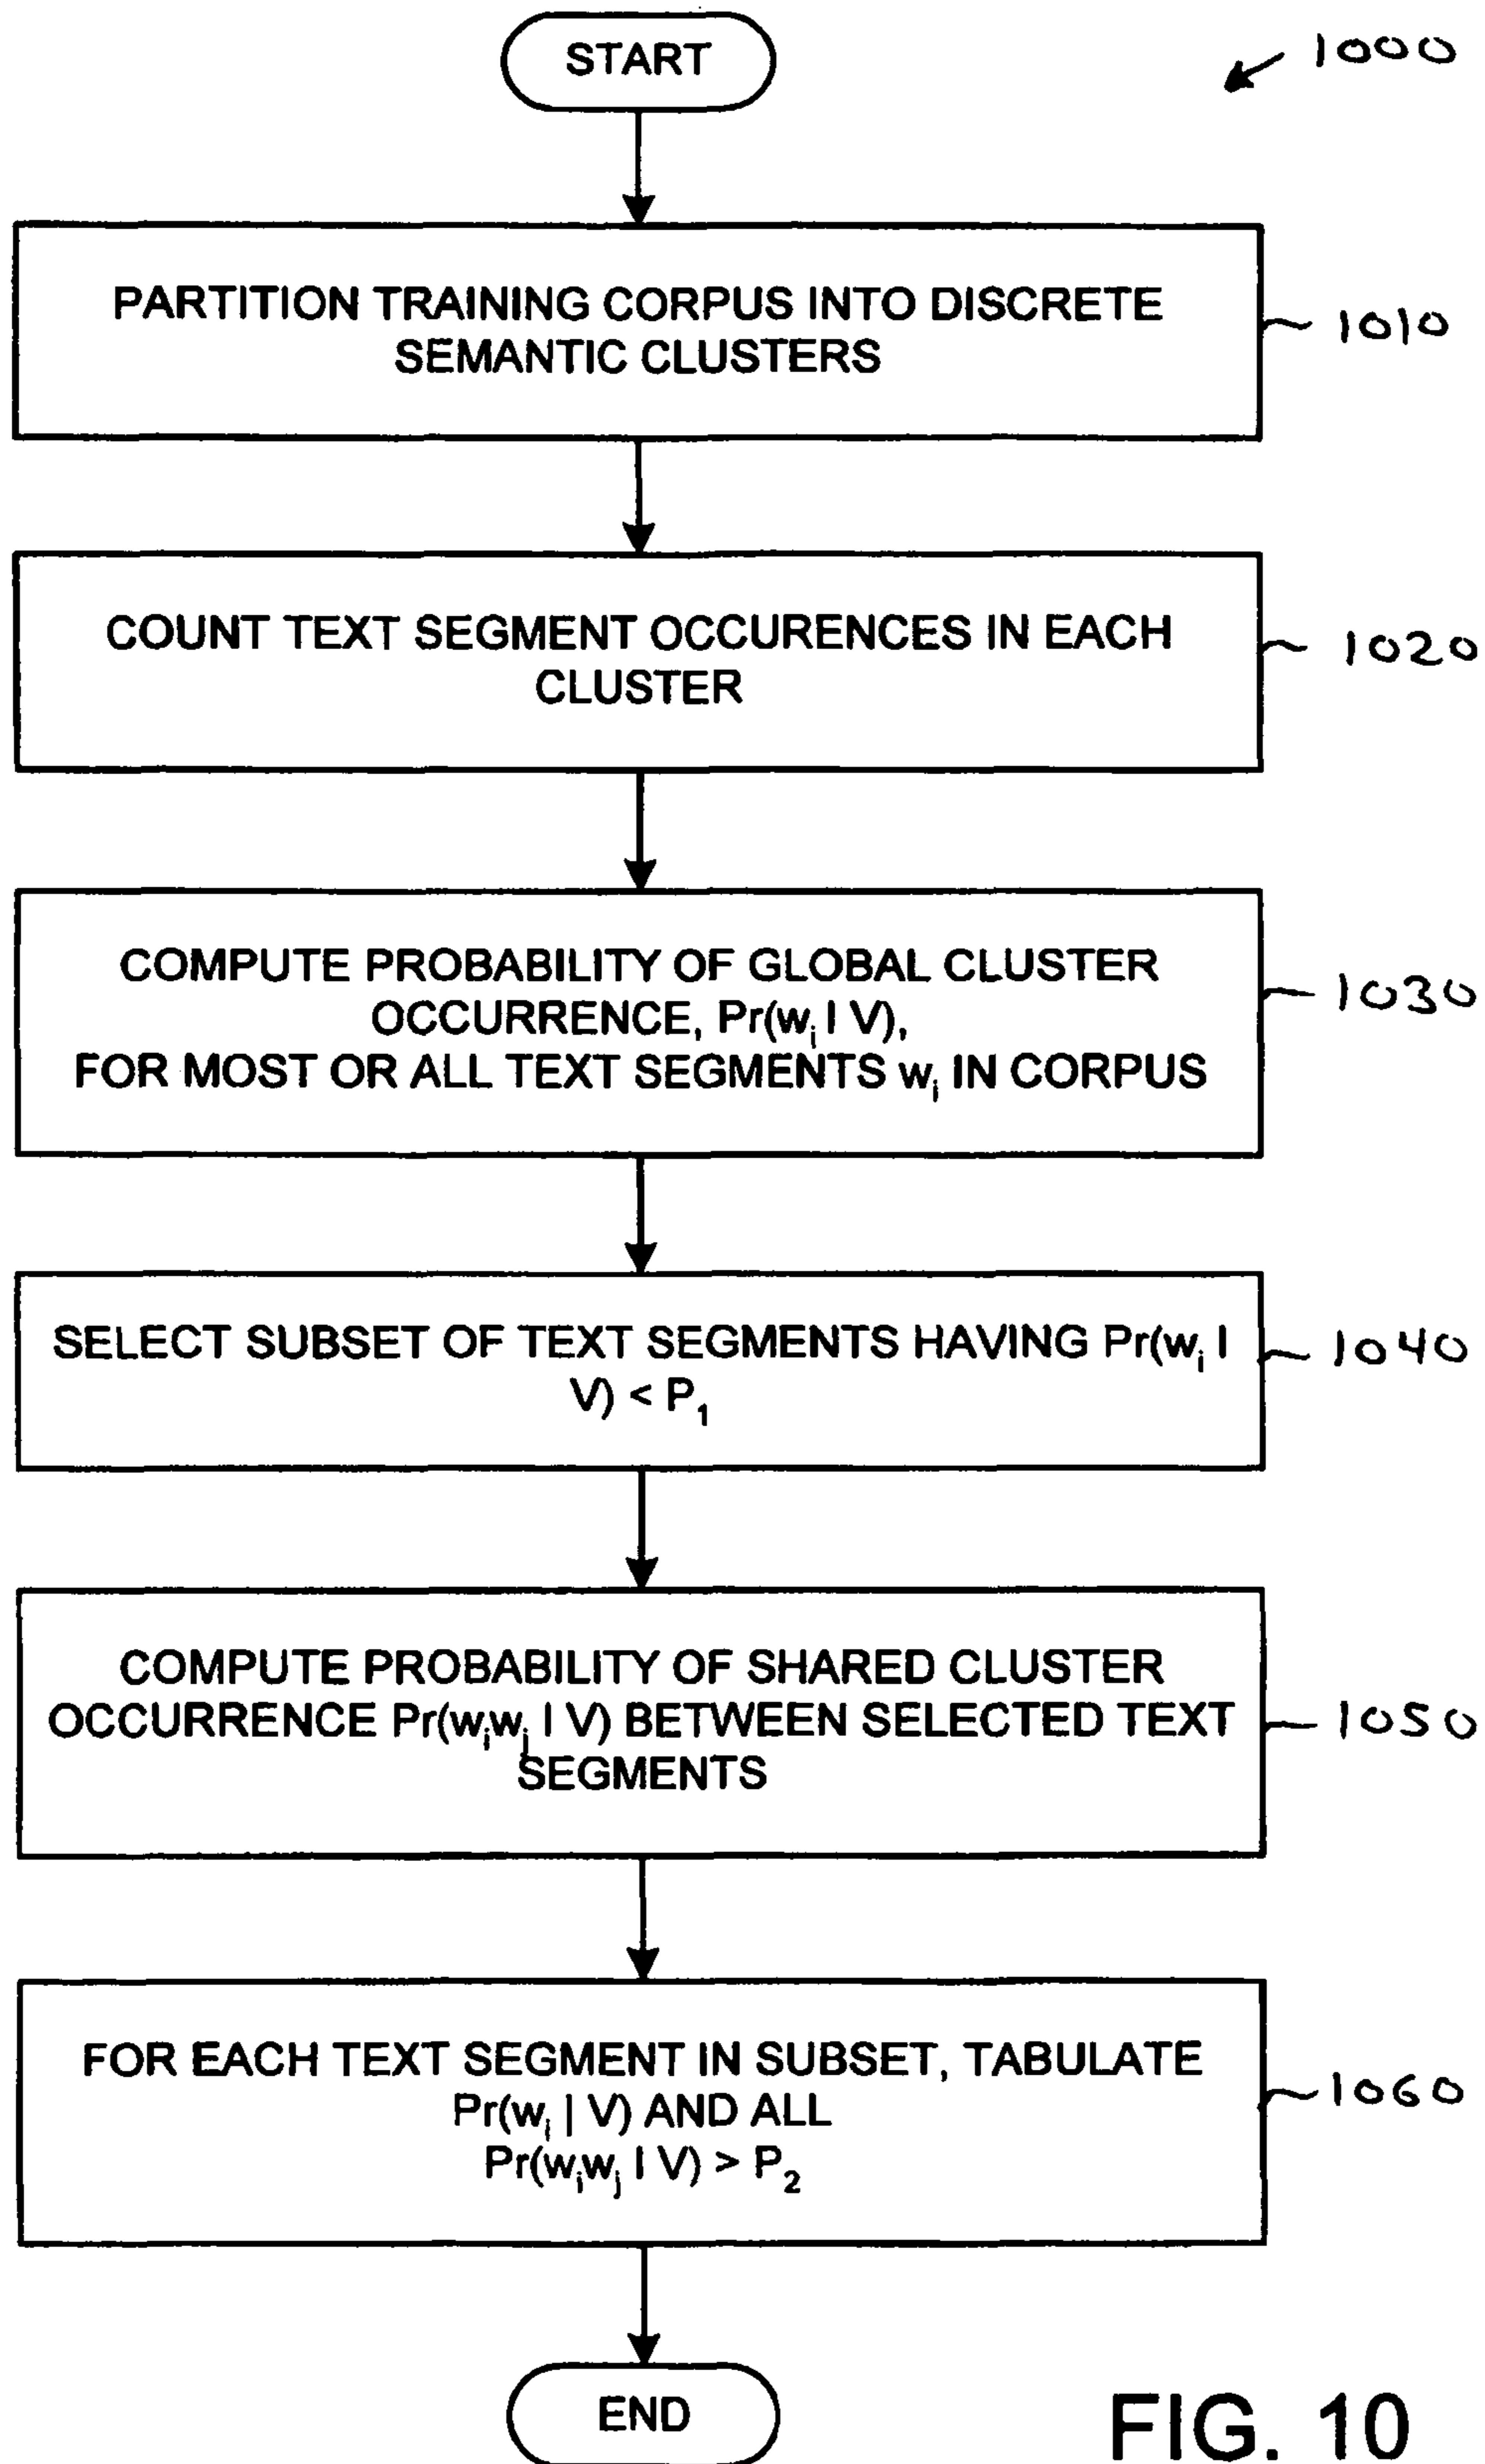 START
1000
PARTITION TRAINING CORPUS INTO DISCRETE
SEMANTIC CLUSTERS
1010
COUNT TEXT SEGMENT OCCURENCES IN EACH
CLUSTER
1020
COMPUTE PROBABILITY OF GLOBAL CLUSTER
OCCURRENCE, Pr(wᵢ | V),
FOR MOST OR ALL TEXT SEGMENTS wᵢ IN CORPUS
1030
SELECT SUBSET OF TEXT SEGMENTS HAVING Pr(wᵢ |
V) < P₁
1040
COMPUTE PROBABILITY OF SHARED CLUSTER
OCCURRENCE Pr(wᵢwⱼ | V) BETWEEN SELECTED TEXT
SEGMENTS
1050
FOR EACH TEXT SEGMENT IN SUBSET, TABULATE
Pr(wᵢ | V) AND ALL
Pr(wᵢwⱼ | V) > P₂
1060
END
FIG. 10